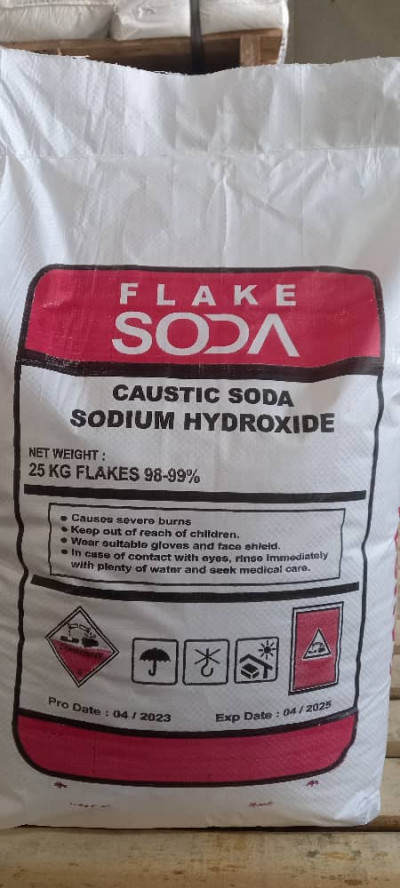 FLAKE
SODA
CAUSTIC SODA
SODIUM HYDROXIDE
NET WEIGHT :
25 KG FLAKES 98-99%
• Causes severe burns
• Keep out of reach of children.
• Wear suitable gloves and face shield.
• In case of contact with eyes, rinse immediately
with plenty of water and seek medical care.
Pro Date : 04 / 2023
Exp Date : 04 / 2025